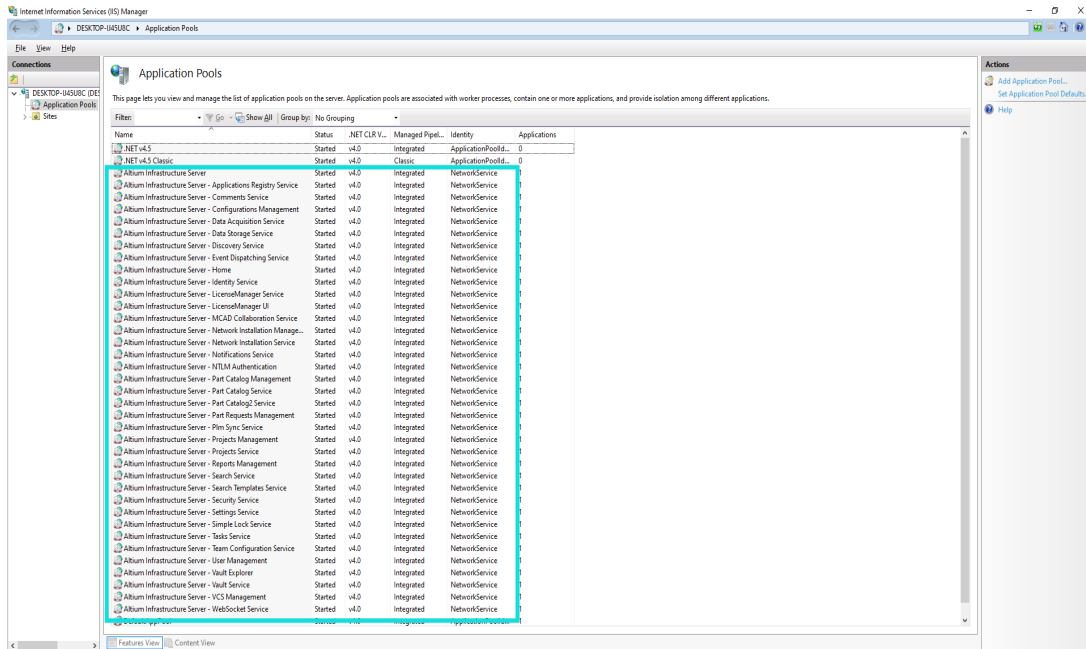 Internet Information Services (IIS) Manager
DESKTOP-IJ45U8C Application Pools
File View Help
Connections
DESKTOP-IJ45U8C (DES
Application Pools
Sites
Application Pools
This page lets you view and manage the list of application pools on the server. Application pools are associated with worker processes, contain one or more applications, and provide isolation among different applications.
Filter: Go Show All Group by: No Grouping
Name Status .NET CLR V... Managed Pipel... Identity Applications
.NET v4.5 Started v4.0 Integrated ApplicationPoolId... 0
.NET v4.5 Classic Started v4.0 Classic ApplicationPoolId... 0
Altium Infrastructure Server Started v4.0 Integrated NetworkService 1
Altium Infrastructure Server - Applications Registry Service Started v4.0 Integrated NetworkService 1
Altium Infrastructure Server - Comments Service Started v4.0 Integrated NetworkService 1
Altium Infrastructure Server - Configurations Management Started v4.0 Integrated NetworkService 1
Altium Infrastructure Server - Data Acquisition Service Started v4.0 Integrated NetworkService 1
Altium Infrastructure Server - Data Storage Service Started v4.0 Integrated NetworkService 1
Altium Infrastructure Server - Discovery Service Started v4.0 Integrated NetworkService 1
Altium Infrastructure Server - Event Dispatching Service Started v4.0 Integrated NetworkService 1
Altium Infrastructure Server - Home Started v4.0 Integrated NetworkService 1
Altium Infrastructure Server - Identity Service Started v4.0 Integrated NetworkService 1
Altium Infrastructure Server - LicenseManager Service Started v4.0 Integrated NetworkService 1
Altium Infrastructure Server - LicenseManager UI Started v4.0 Integrated NetworkService 1
Altium Infrastructure Server - MCAD Collaboration Service Started v4.0 Integrated NetworkService 1
Altium Infrastructure Server - Network Installation Manage... Started v4.0 Integrated NetworkService 1
Altium Infrastructure Server - Network Installation Service Started v4.0 Integrated NetworkService 1
Altium Infrastructure Server - Notifications Service Started v4.0 Integrated NetworkService 1
Altium Infrastructure Server - NTLM Authentication Started v4.0 Integrated NetworkService 1
Altium Infrastructure Server - Part Catalog Management Started v4.0 Integrated NetworkService 1
Altium Infrastructure Server - Part Catalog Service Started v4.0 Integrated NetworkService 1
Altium Infrastructure Server - Part Catalog2 Service Started v4.0 Integrated NetworkService 1
Altium Infrastructure Server - Part Requests Management Started v4.0 Integrated NetworkService 1
Altium Infrastructure Server - Plm Sync Service Started v4.0 Integrated NetworkService 1
Altium Infrastructure Server - Projects Management Started v4.0 Integrated NetworkService 1
Altium Infrastructure Server - Projects Service Started v4.0 Integrated NetworkService 1
Altium Infrastructure Server - Reports Management Started v4.0 Integrated NetworkService 1
Altium Infrastructure Server - Search Service Started v4.0 Integrated NetworkService 1
Altium Infrastructure Server - Search Templates Service Started v4.0 Integrated NetworkService 1
Altium Infrastructure Server - Security Service Started v4.0 Integrated NetworkService 1
Altium Infrastructure Server - Settings Service Started v4.0 Integrated NetworkService 1
Altium Infrastructure Server - Simple Lock Service Started v4.0 Integrated NetworkService 1
Altium Infrastructure Server - Tasks Service Started v4.0 Integrated NetworkService 1
Altium Infrastructure Server - Team Configuration Service Started v4.0 Integrated NetworkService 1
Altium Infrastructure Server - User Management Started v4.0 Integrated NetworkService 1
Altium Infrastructure Server - Vault Explorer Started v4.0 Integrated NetworkService 1
Altium Infrastructure Server - Vault Service Started v4.0 Integrated NetworkService 1
Altium Infrastructure Server - VCS Management Started v4.0 Integrated NetworkService 1
Altium Infrastructure Server - WebSocket Service Started v4.0 Integrated NetworkService 1
Features View Content View
Actions
Add Application Pool...
Set Application Pool Defaults.
Help